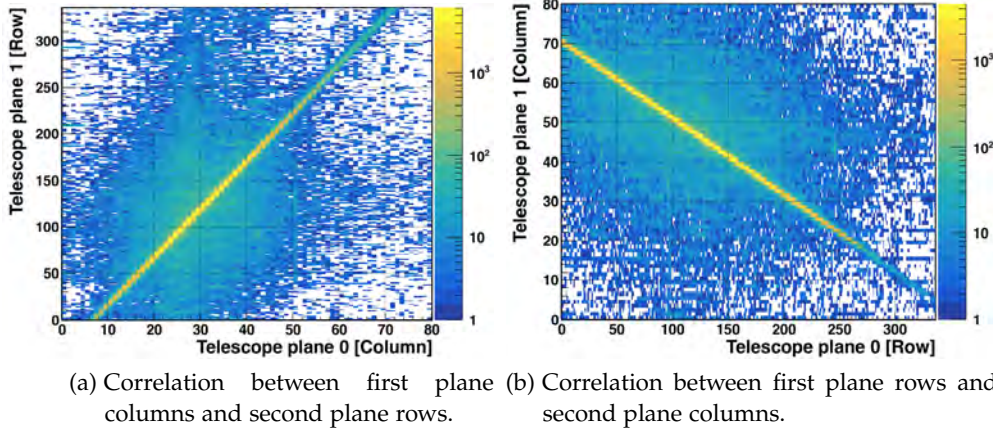 Telescope plane 1 [Row]
300
250
200
150
100
50
0
0 10 20 30 40 50 60 70 80
Telescope plane 0 [Column]
10³
10²
10
1
Telescope plane 1 [Column]
80
70
60
50
40
30
20
10
0
0 50 100 150 200 250 300
Telescope plane 0 [Row]
10³
10²
10
1
(a) Correlation between first plane
columns and second plane rows.
(b) Correlation between first plane rows and
second plane columns.